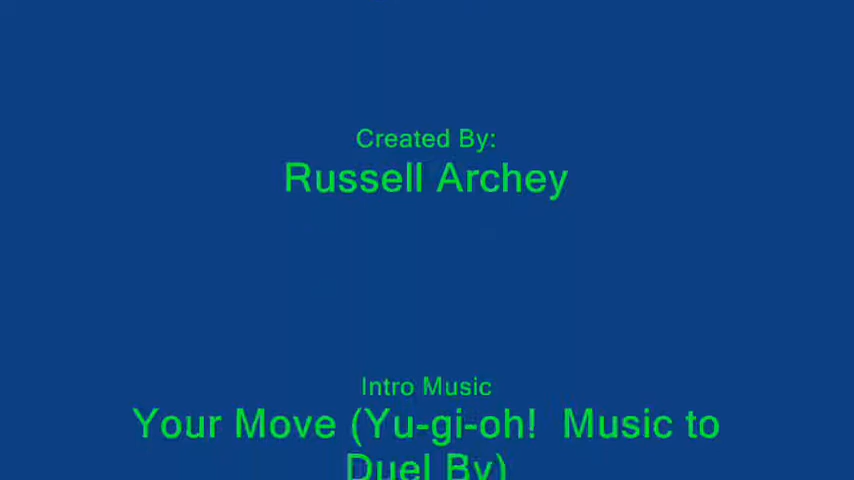 Created By:
Russell Archey
Intro Music
Your Move (Yu-gi-oh!  Music to
Duel By)